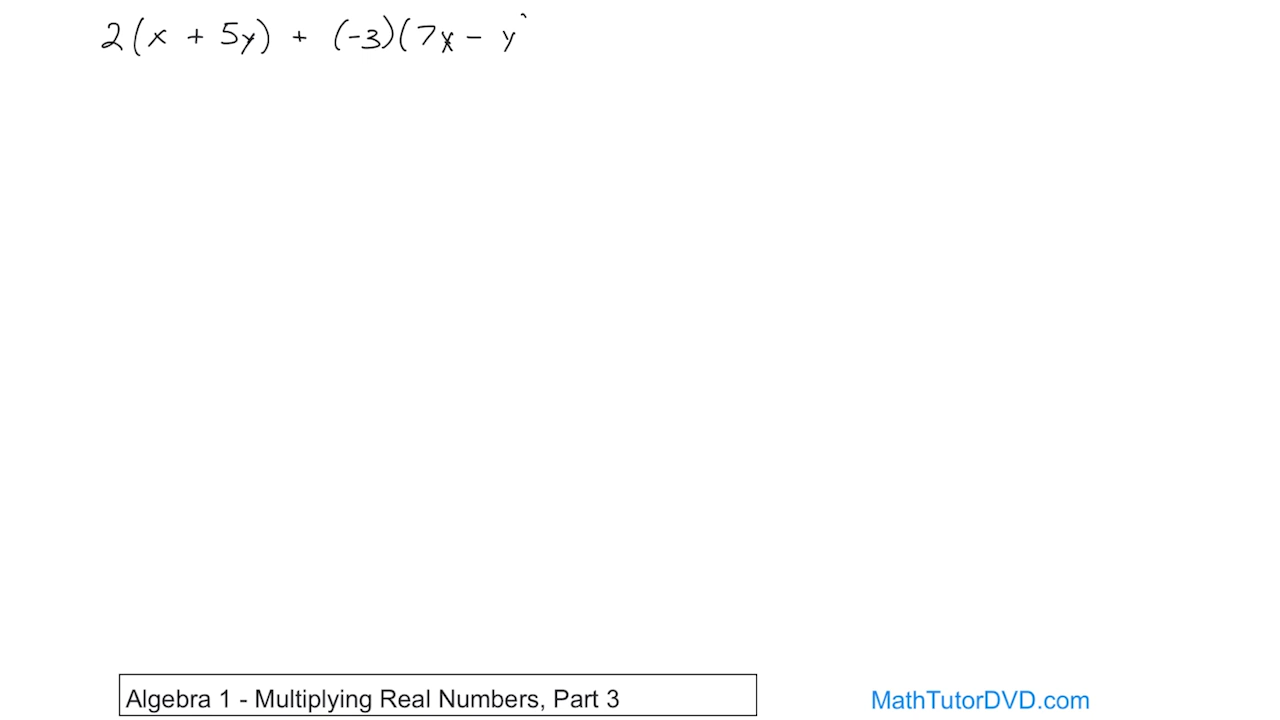 2(x + 5y) + (-3)(7x - y
Algebra 1 - Multiplying Real Numbers, Part 3
MathTutorDVD.com